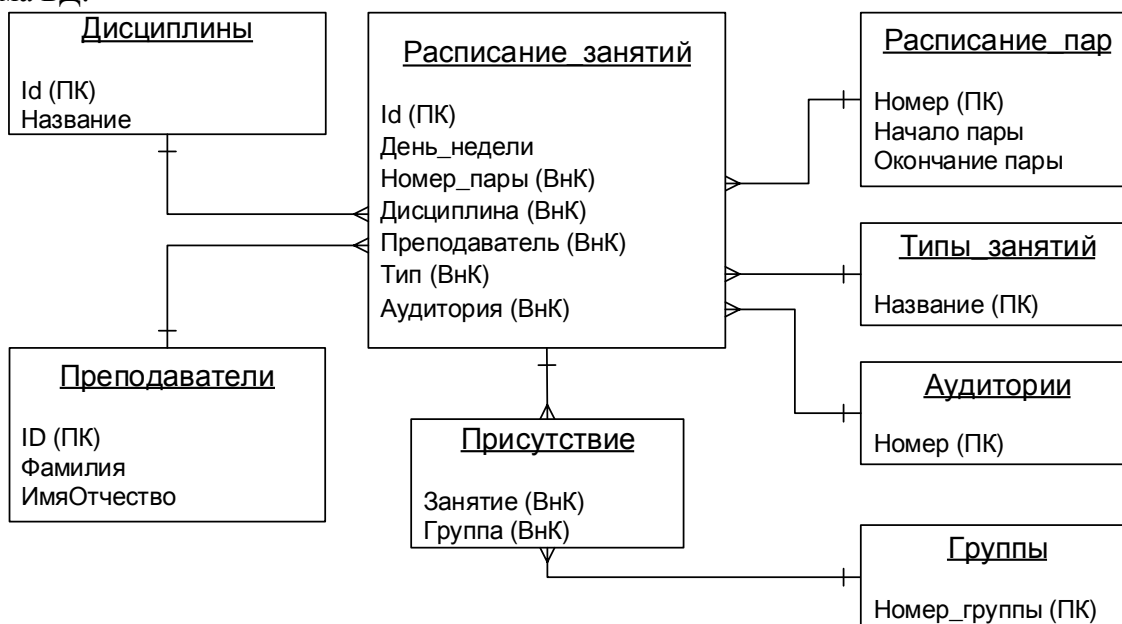 ма БД.
Дисциплины
Id (ПК)
Название
Расписание_занятий
Id (ПК)
День_недели
Номер_пары (ВнК)
Дисциплина (ВнК)
Преподаватель (ВнК)
Тип (ВнК)
Аудитория (ВнК)
Расписание_пар
Номер (ПК)
Начало пары
Окончание пары
Типы_занятий
Название (ПК)
Преподаватели
ID (ПК)
Фамилия
ИмяОтчество
Аудитории
Номер (ПК)
Присутствие
Занятие (ВнК)
Группа (ВнК)
Группы
Номер_группы (ПК)